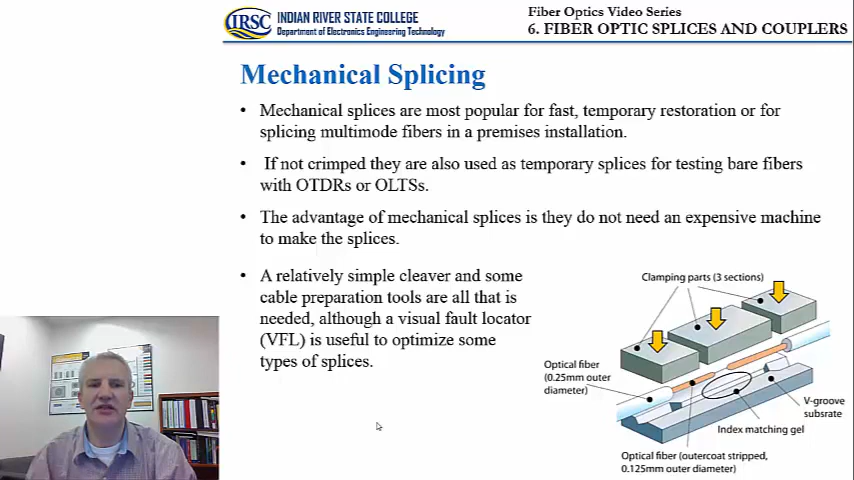 IRSC
INDIAN RIVER STATE COLLEGE
Department of Electronics Engineering Technology
Fiber Optics Video Series
6. FIBER OPTIC SPLICES AND COUPLERS
Mechanical Splicing
• Mechanical splices are most popular for fast, temporary restoration or for
splicing multimode fibers in a premises installation.
• If not crimped they are also used as temporary splices for testing bare fibers
with OTDRs or OLTSs.
• The advantage of mechanical splices is they do not need an expensive machine
to make the splices.
• A relatively simple cleaver and some
cable preparation tools are all that is
needed, although a visual fault locator
(VFL) is useful to optimize some
types of splices.
Clamping parts (3 sections)
Optical fiber
(0.25mm outer
diameter)
V-groove
substrate
Index matching gel
Optical fiber (outercoat stripped,
0.125mm outer diameter)